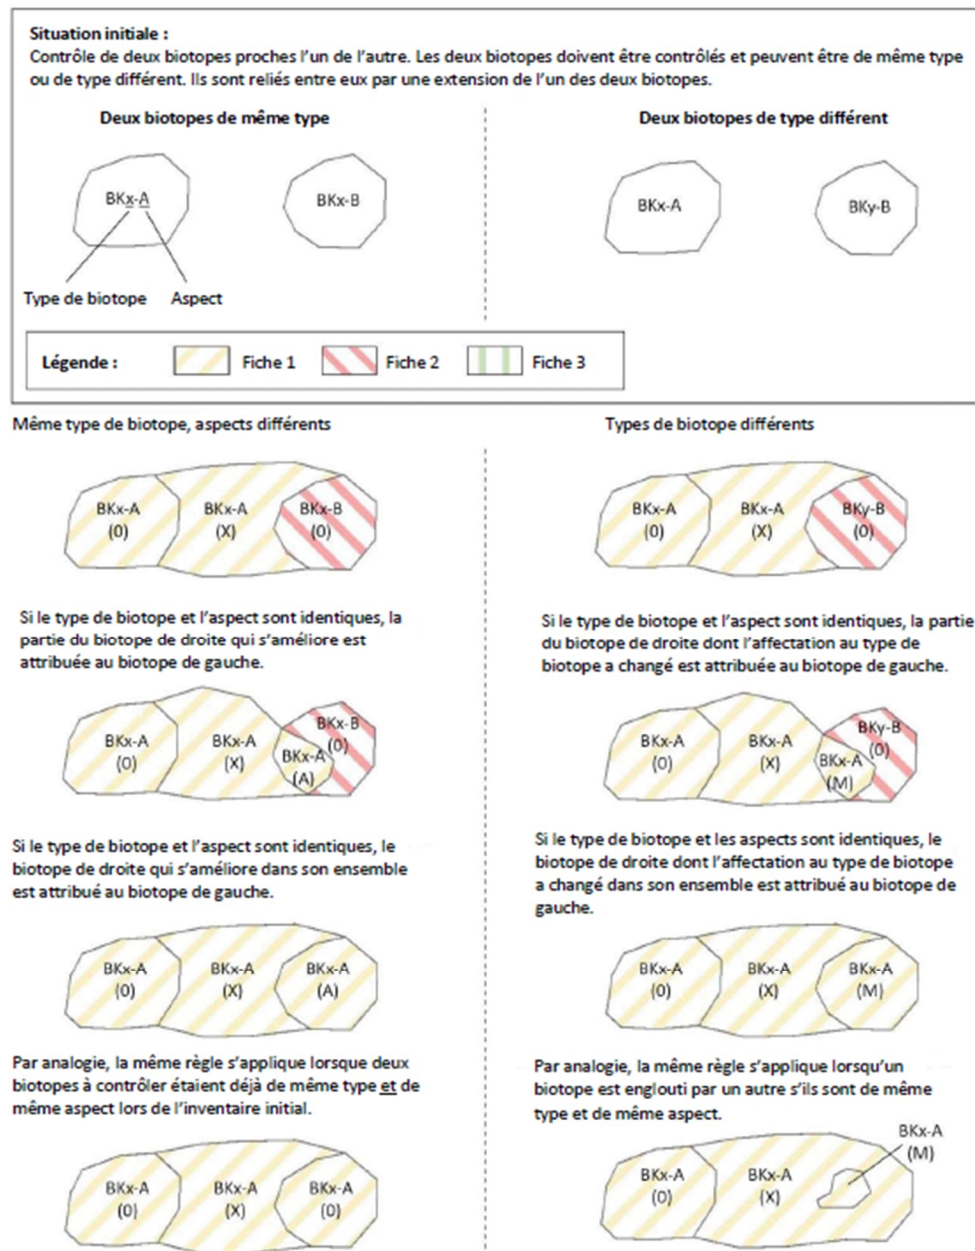 Situation initiale :
Contrôle de deux biotopes proches l'un de l'autre. Les deux biotopes doivent être contrôlés et peuvent être de même type
ou de type différent. Ils sont reliés entre eux par une extension de l'un des deux biotopes.
Deux biotopes de même type
Deux biotopes de type différent
BKx-A
BKx-B
BKx-A
BKy-B
Type de biotope
Aspect
Légende :
Fiche 1
Fiche 2
Fiche 3
Même type de biotope, aspects différents
Types de biotope différents
BKx-A
(0)
BKx-A
(X)
BKx-B
(0)
BKx-A
(0)
BKx-A
(X)
BKy-B
(0)
Si le type de biotope et l'aspect sont identiques, la
partie du biotope de droite qui s'améliore est
attribuée au biotope de gauche.
Si le type de biotope et l'aspect sont identiques, la partie
du biotope de droite dont l'affectation au type de
biotope a changé est attribuée au biotope de gauche.
BKx-A
(0)
BKx-A
(X)
BKx-B
(0)
BKx-A
(A)
BKx-A
(0)
BKx-A
(X)
BKy-B
(0)
BKx-A
(M)
Si le type de biotope et l'aspect sont identiques, le
biotope de droite qui s'améliore dans son ensemble
est attribué au biotope de gauche.
Si le type de biotope et les aspects sont identiques, le
biotope de droite dont l'affectation au type de biotope
a changé dans son ensemble est attribué au biotope de
gauche.
BKx-A
(0)
BKx-A
(X)
BKx-A
(A)
BKx-A
(0)
BKx-A
(X)
BKx-A
(M)
Par analogie, la même règle s'applique lorsque deux
biotopes à contrôler étaient déjà de même type et de
même aspect lors de l'inventaire initial.
Par analogie, la même règle s'applique lorsqu'un
biotope est englouti par un autre s'ils sont de même
type et de même aspect.
BKx-A
(0)
BKx-A
(X)
BKx-A
(0)
BKx-A
(0)
BKx-A
(X)
BKx-A
(M)